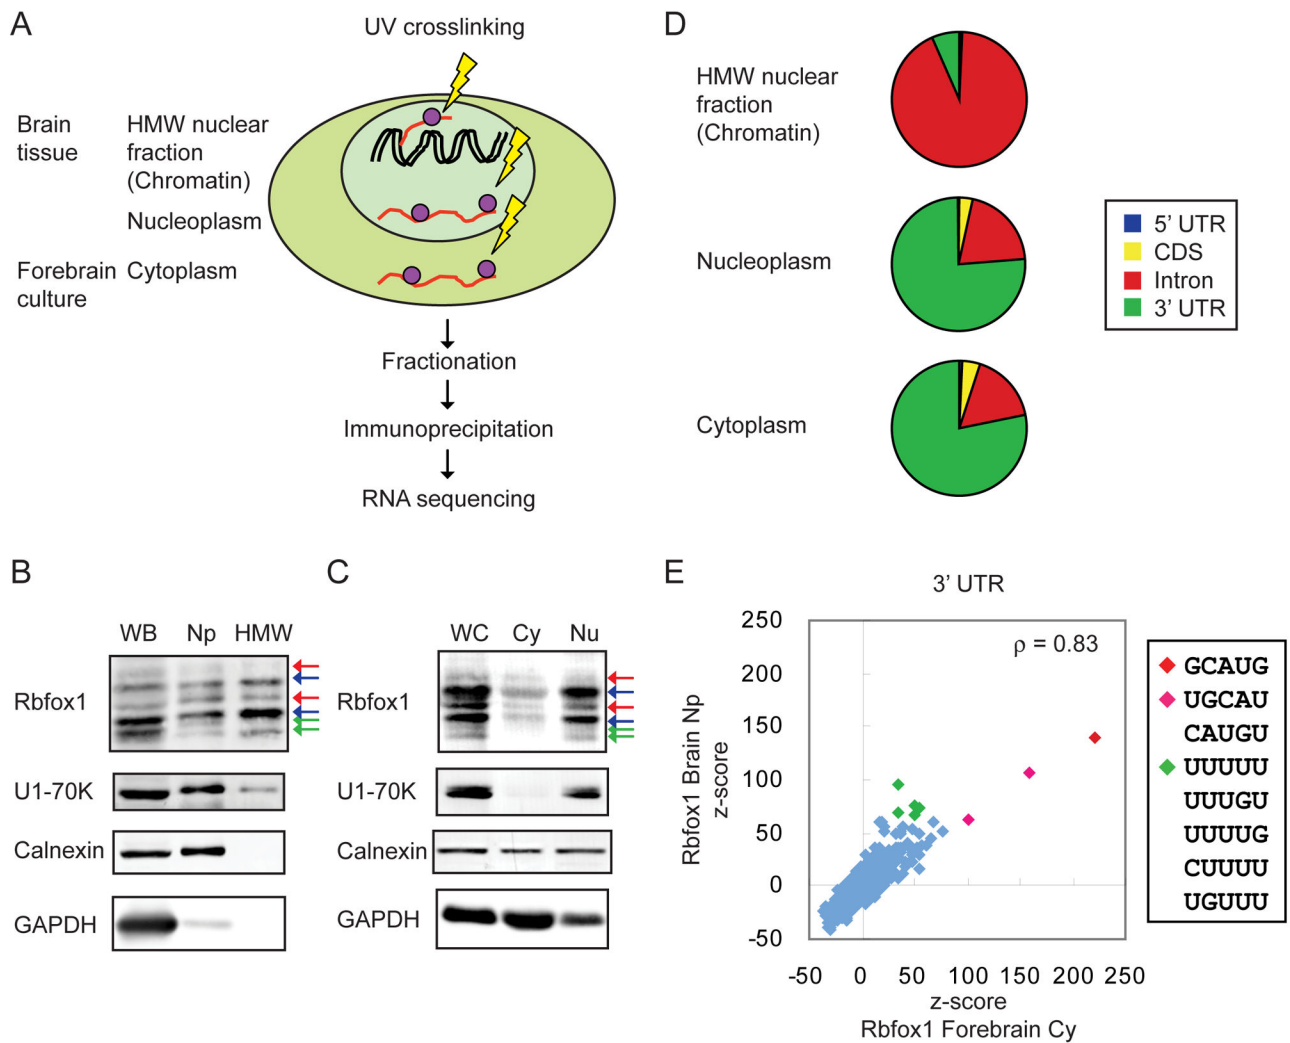 A
UV crosslinking
Brain
tissue
HMW nuclear
fraction
(Chromatin)
Nucleoplasm
Forebrain
culture
Cytoplasm
Fractionation
Immunoprecipitation
RNA sequencing
B
WB Np HMW
Rbfox1
U1-70K
Calnexin
GAPDH
C
WC Cy Nu
Rbfox1
U1-70K
Calnexin
GAPDH
D
HMW nuclear
fraction
(Chromatin)
Nucleoplasm
Cytoplasm
5’ UTR
CDS
Intron
3’ UTR
E
3’ UTR
ρ = 0.83
Rbfox1 Brain Np
z-score
250
200
150
100
50
0
-50
-50 0 50 100 150 200 250
z-score
Rbfox1 Forebrain Cy
GCAUG
UGCAU
CAUGU
UUUUU
UUUGU
UUUUG
CUUUU
UGUUU